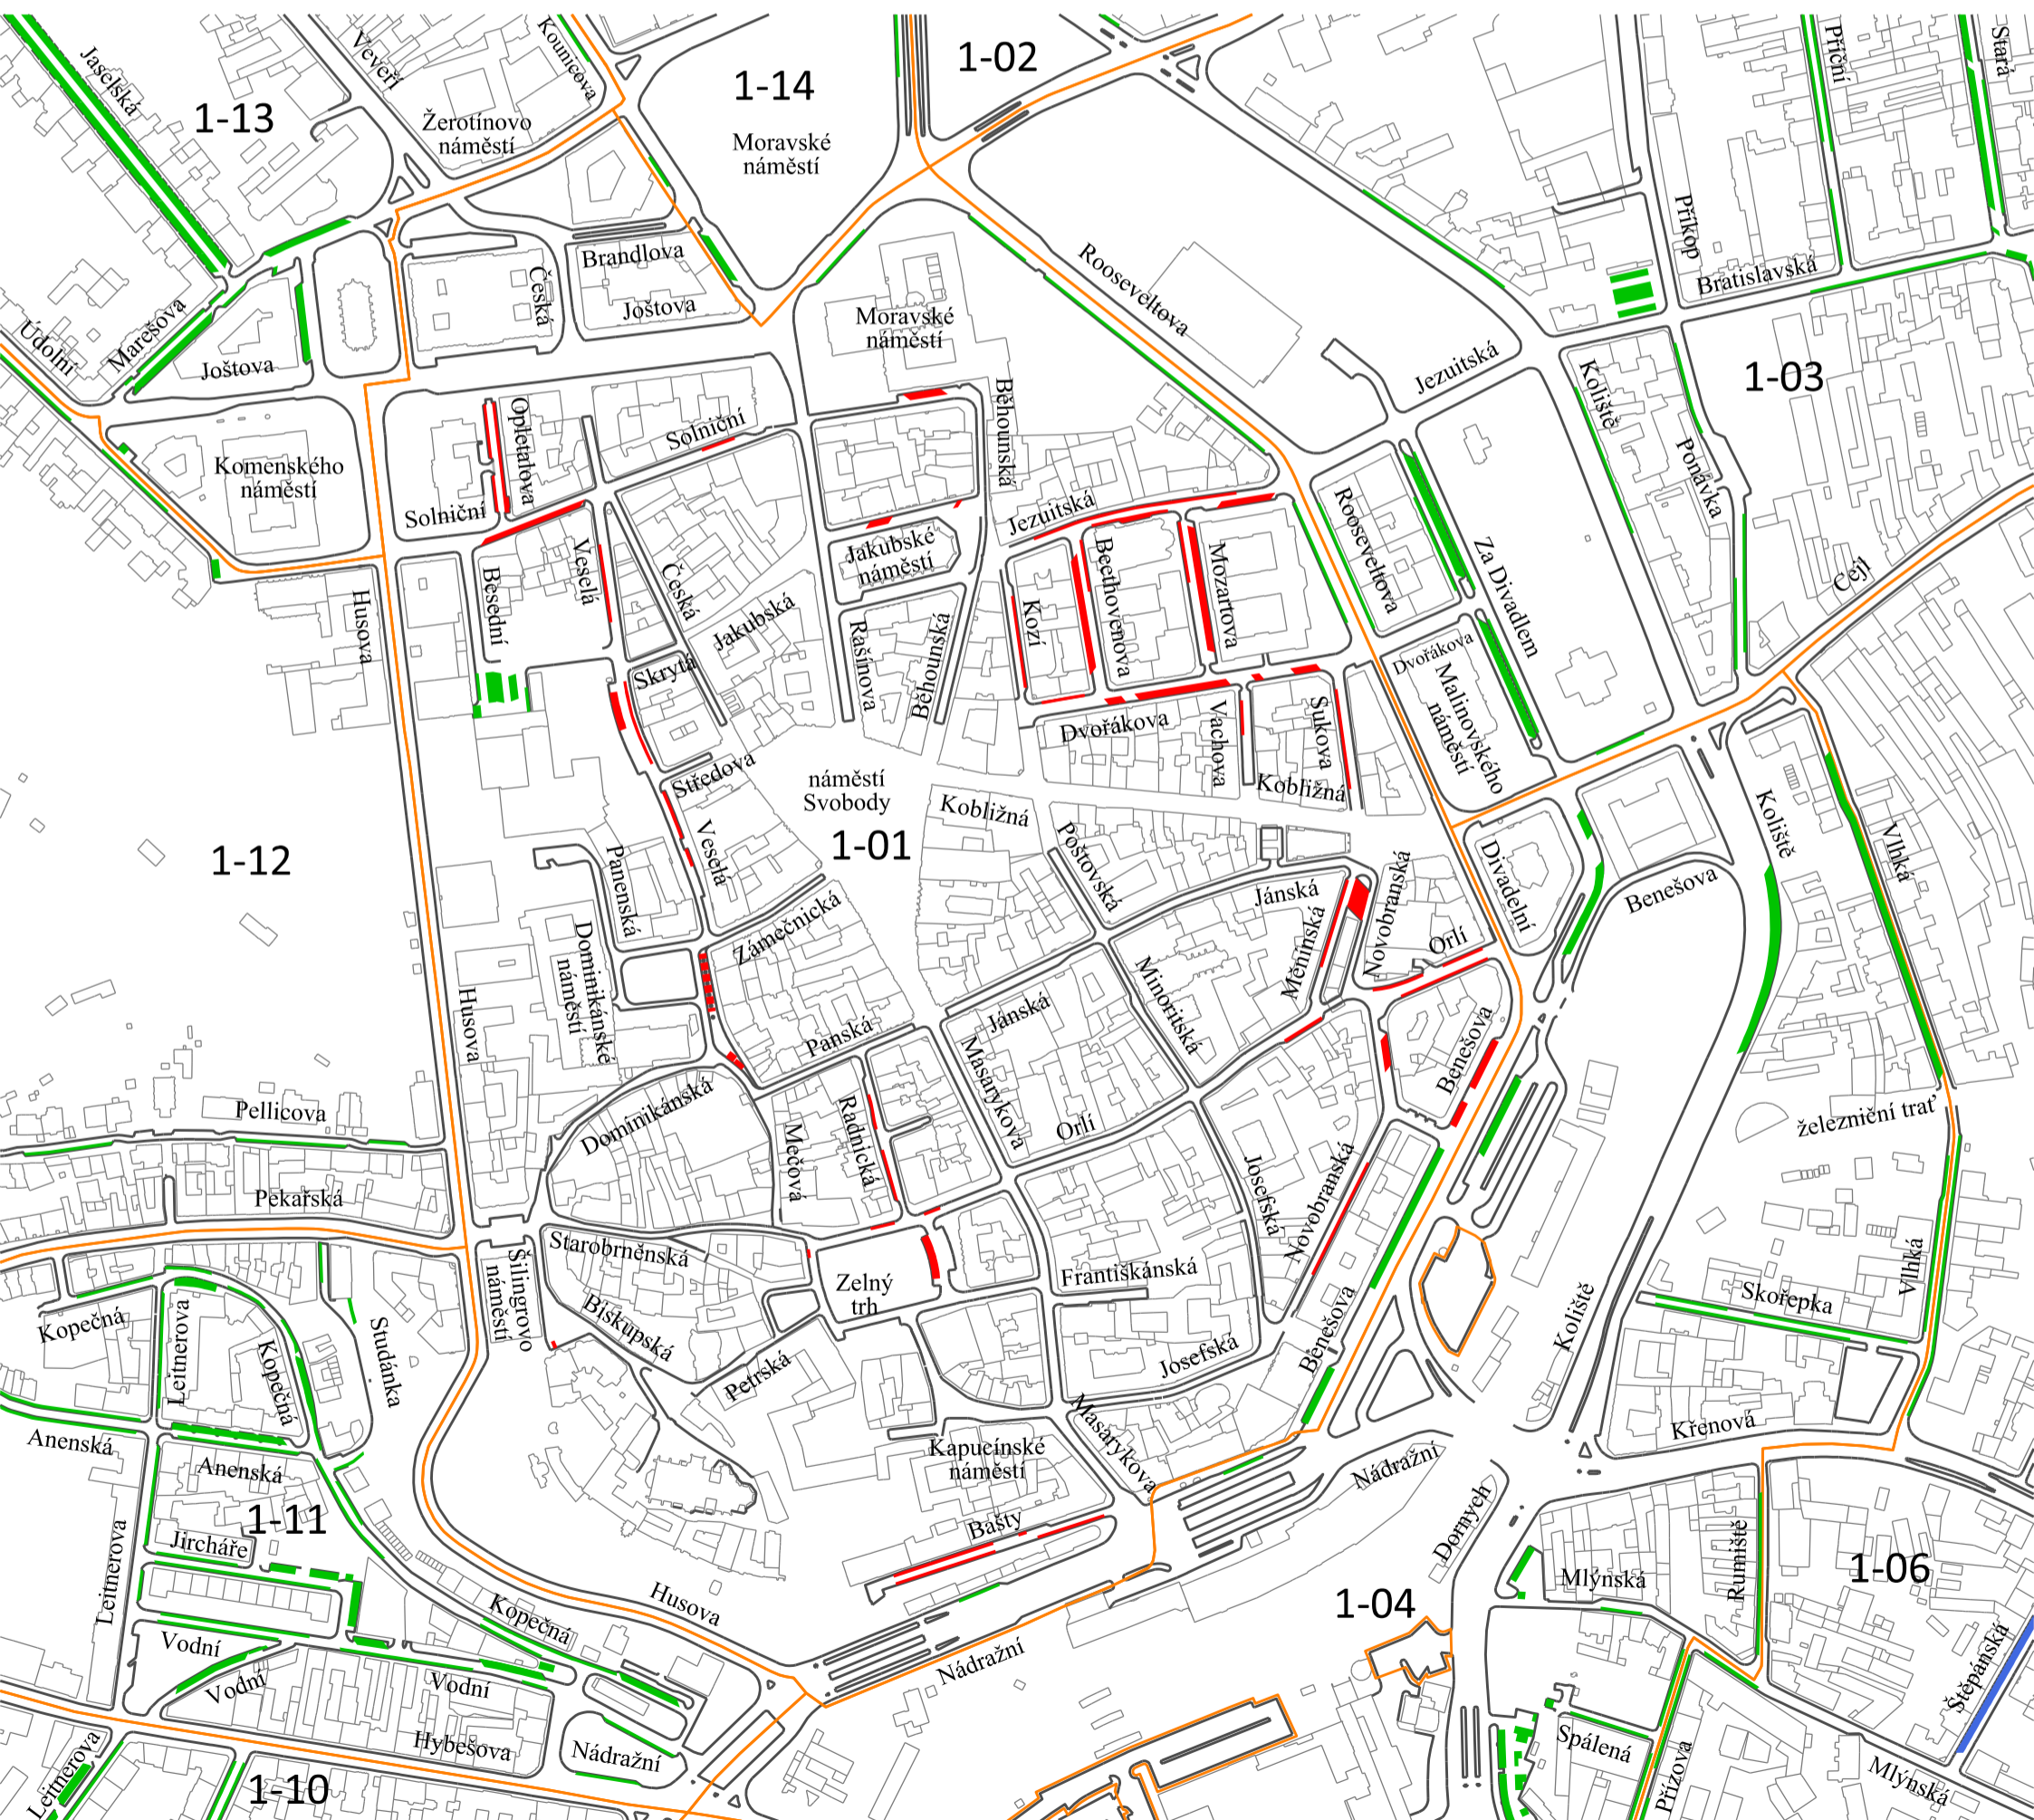 Jaselská
1-13
Veveří
Žerotínovo
náměstí
Kounicova
1-14
Moravské
náměstí
1-02
Příční
Stará
Příkop
Bratislavská
Údolní
Marešova
Joštova
Česká
Brandlova
Joštova
Moravské
náměstí
Rooseveltova
Jezuitská
Koliště
1-03
Ponávka
Cejl
Komenského
náměstí
Opletalova
Solniční
Solniční
Běhounská
Jezuitská
Jakubské
náměstí
Rooseveltova
Za Divadlem
Husova
Besední
Veselá
Česká
Jakubská
Skrytá
Rašínova
Běhounská
Kozí
Beethovenova
Mozartova
Dvořákova
Malinovského
náměstí
Dvořákova
Vachova
Sukova
Kobližná
Středova
náměstí
Svobody
1-01
Kobližná
Poštovská
Veselá
Panenská
1-12
Jánská
Měnínská
Novobranská
Orlí
Divadelní
Benešova
Koliště
Vlhká
Zámečnická
Dominikánské
náměstí
Husova
Panská
Jánská
Minoritská
Masarykova
Benešova
Orlí
Dominikánská
Mečová
Radnická
Pellicova
Pekařská
železniční trať
Josefská
Novobranská
Starobrněnská
Šilingrovo
náměstí
Biskupská
Zelný
trh
Františkánská
Benešova
Koliště
Skořepka
Vlhká
Kopečná
Leitnerova
Kopečná
Studánka
Petrská
Josefská
Masarykova
Křenová
Anenská
Anenská
1-11
Kapucínské
náměstí
Nádražní
Dornych
Bašty
Jircháře
Leitnerova
Husova
Kopečná
Vodní
Vodní
Vodní
Nádražní
1-04
Mlýnská
Rumiště
1-06
Štěpánská
Hybešova
Nádražní
Leitnerova
1-10
Spálená
Přízova
Mlýnská